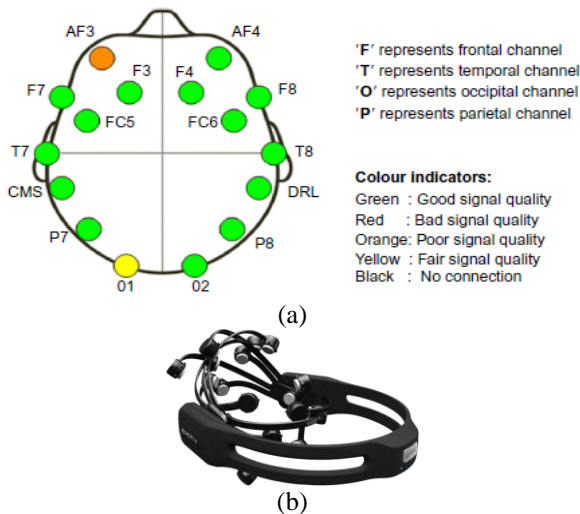 AF3 AF4
F3 F4
F7 F8
FC5 FC6
T7 T8
CMS DRL
P7 P8
01 02
'F' represents frontal channel
'T' represents temporal channel
'O' represents occipital channel
'P' represents parietal channel
Colour indicators:
Green : Good signal quality
Red : Bad signal quality
Orange: Poor signal quality
Yellow : Fair signal quality
Black : No connection
(a)
(b)